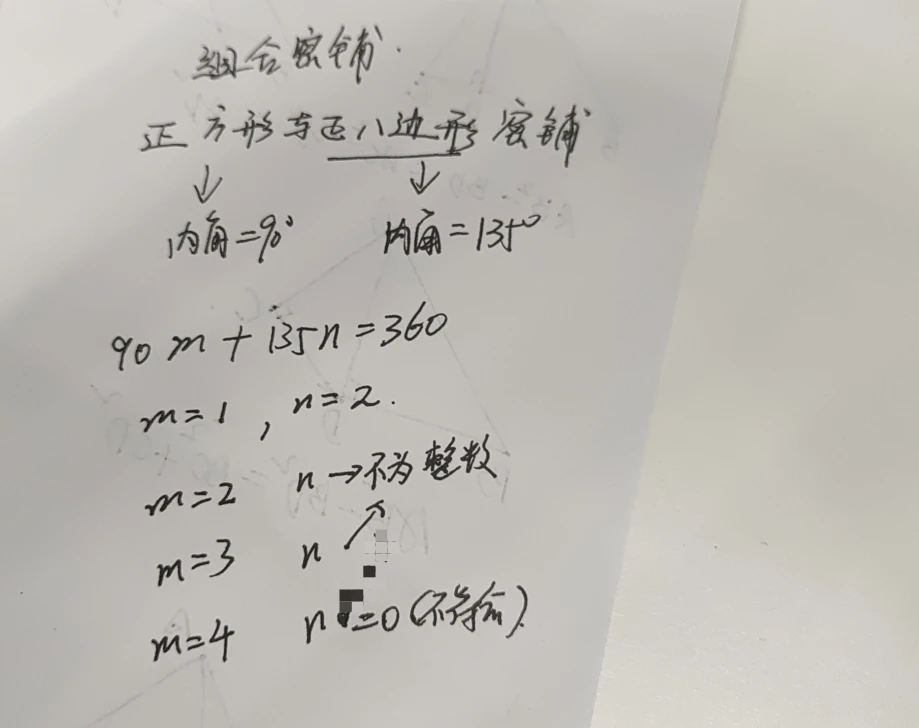 组合密铺.
正方形与正八边形密铺
↓ ↓
内角=90° 内角=135°
90m+135n=360
m=1, n=2.
m=2 n→不为整数
m=3 n ↗
m=4 n=0(不符合).